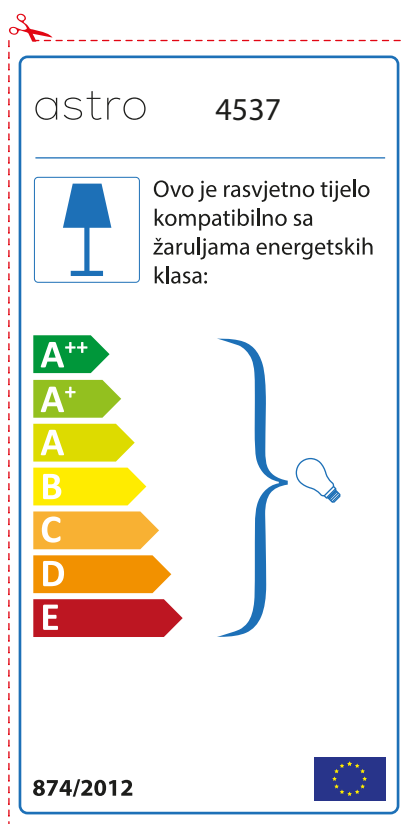 astro 4537
Ovo je rasvjetno tijelo
kompatibilno sa
žaruljama energetskih
klasa:
A++
A+
A
B
C
D
E
874/2012